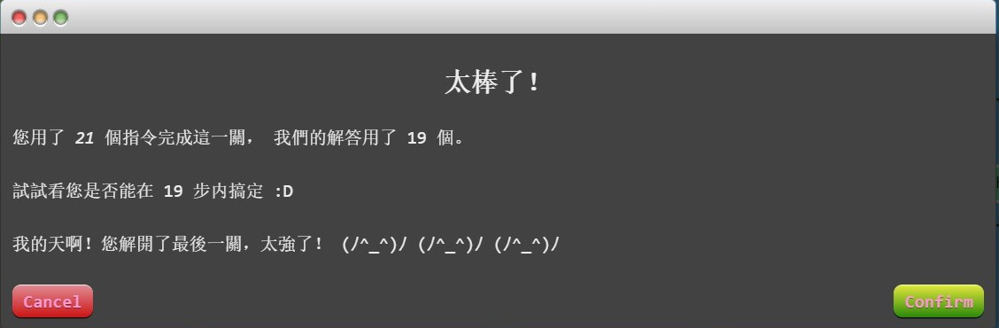 太棒了！
您用了 21 個指令完成這一關， 我們的解答用了 19 個。
試試看您是否能在 19 步内搞定 :D
我的天啊！您解開了最後一關，太強了！ (ﾉ^_^)ﾉ (ﾉ^_^)ﾉ (ﾉ^_^)ﾉ
Cancel
Confirm